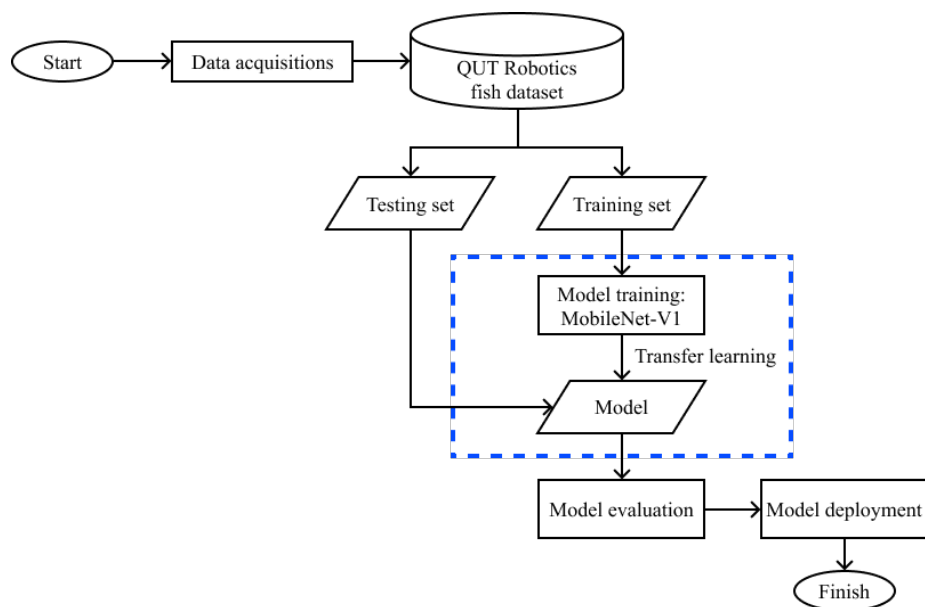 Start
Data acquisitions
QUT Robotics
fish dataset
Testing set
Training set
Model training:
MobileNet-V1
Transfer learning
Model
Model evaluation
Model deployment
Finish